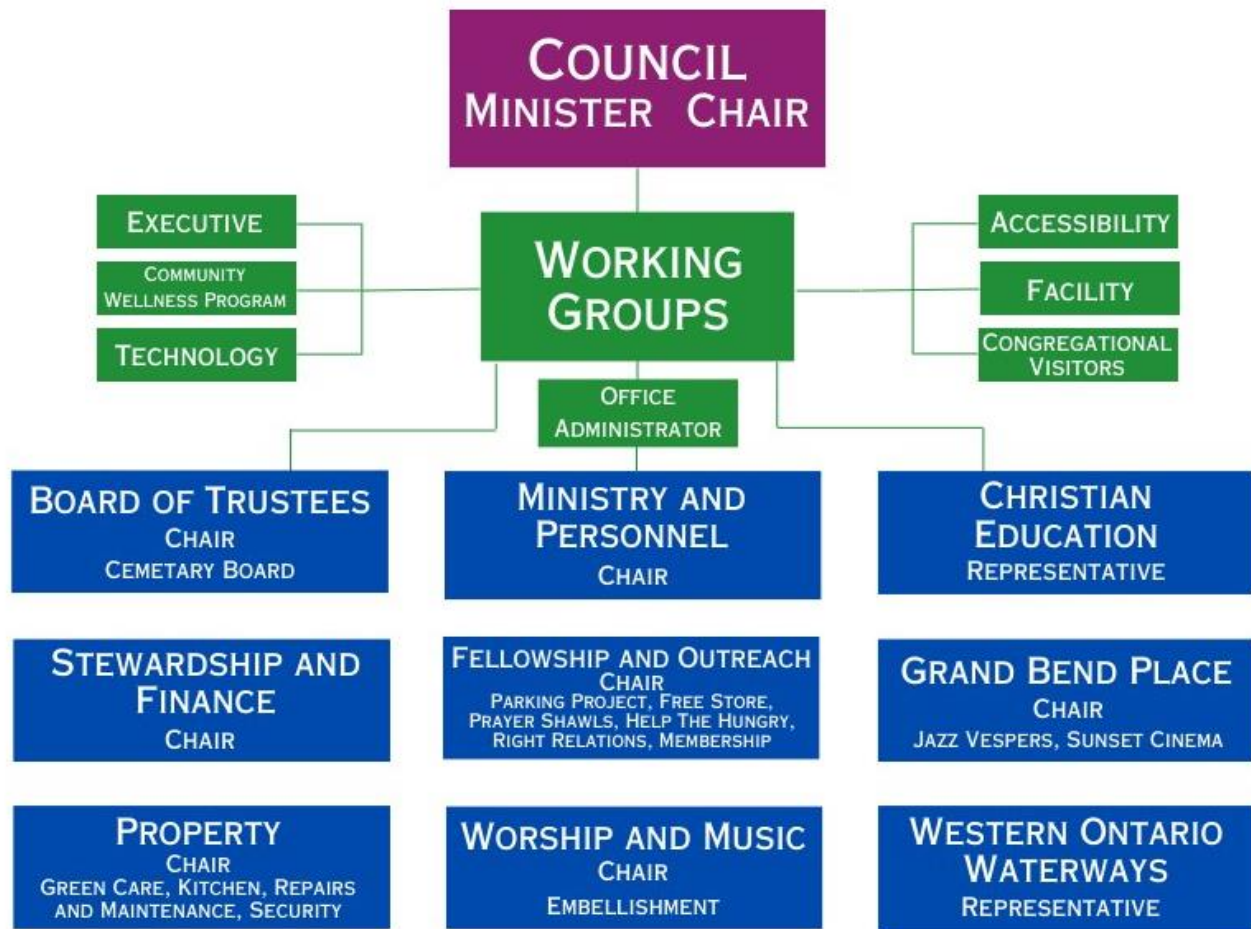 COUNCIL
MINISTER CHAIR
EXECUTIVE
COMMUNITY
WELLNESS PROGRAM
TECHNOLOGY
WORKING
GROUPS
ACCESSIBILITY
FACILITY
CONGREGATIONAL
VISITORS
OFFICE
ADMINISTRATOR
BOARD OF TRUSTEES
CHAIR
CEMETARY BOARD
MINISTRY AND
PERSONNEL
CHAIR
CHRISTIAN
EDUCATION
REPRESENTATIVE
STEWARDSHIP AND
FINANCE
CHAIR
FELLOWSHIP AND OUTREACH
CHAIR
PARKING PROJECT, FREE STORE,
PRAYER SHAWLS, HELP THE HUNGRY,
RIGHT RELATIONS, MEMBERSHIP
GRAND BEND PLACE
CHAIR
JAZZ VESPERS, SUNSET CINEMA
PROPERTY
CHAIR
GREEN CARE, KITCHEN, REPAIRS
AND MAINTENANCE, SECURITY
WORSHIP AND MUSIC
CHAIR
EMBELLISHMENT
WESTERN ONTARIO
WATERWAYS
REPRESENTATIVE